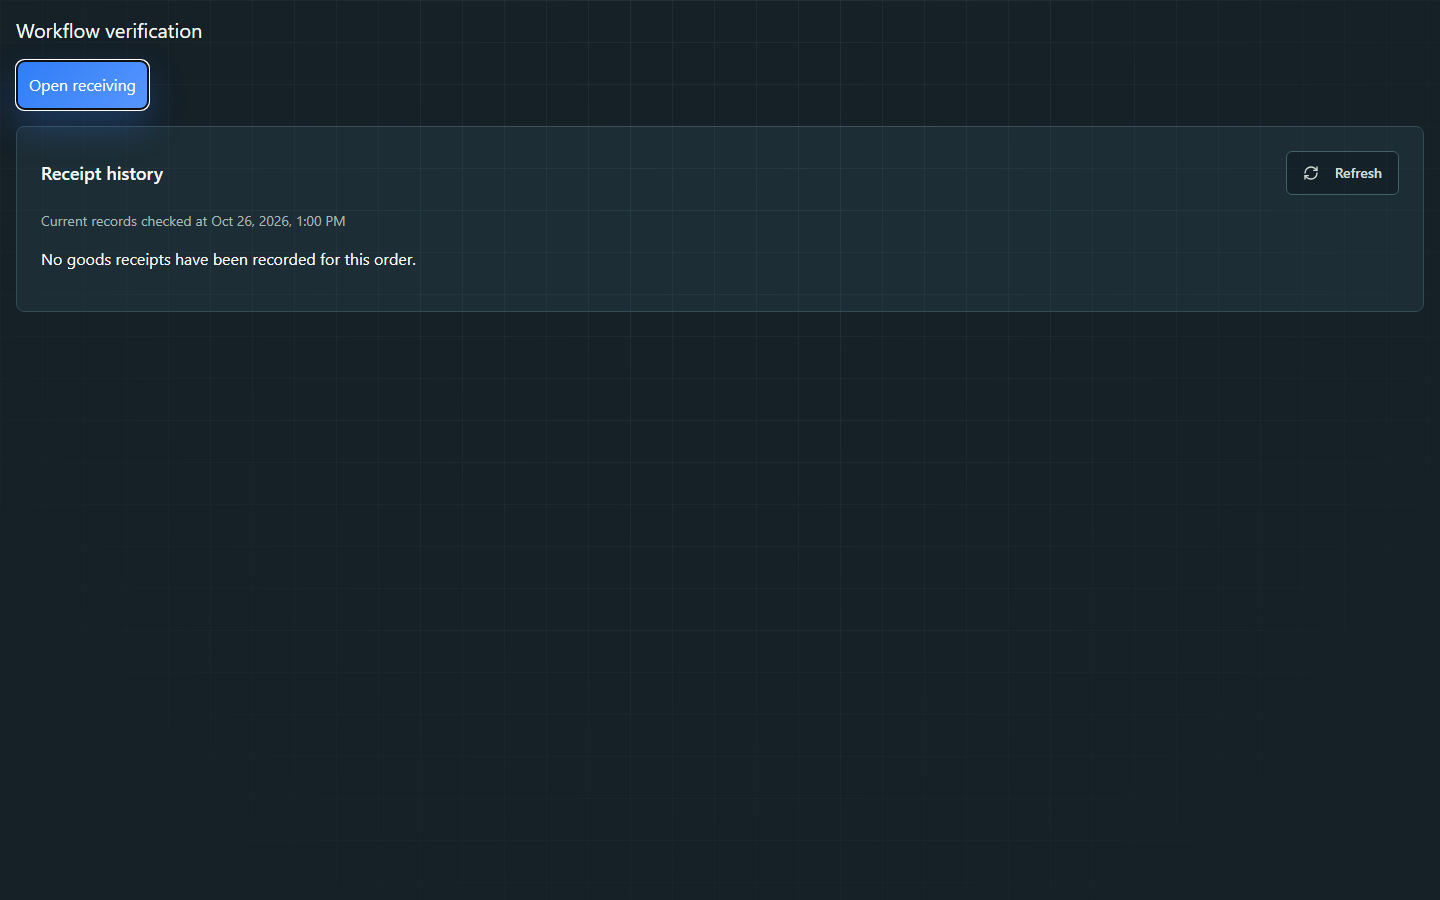 Workflow verification
Open receiving
Receipt history
Refresh
Current records checked at Oct 26, 2026, 1:00 PM
No goods receipts have been recorded for this order.